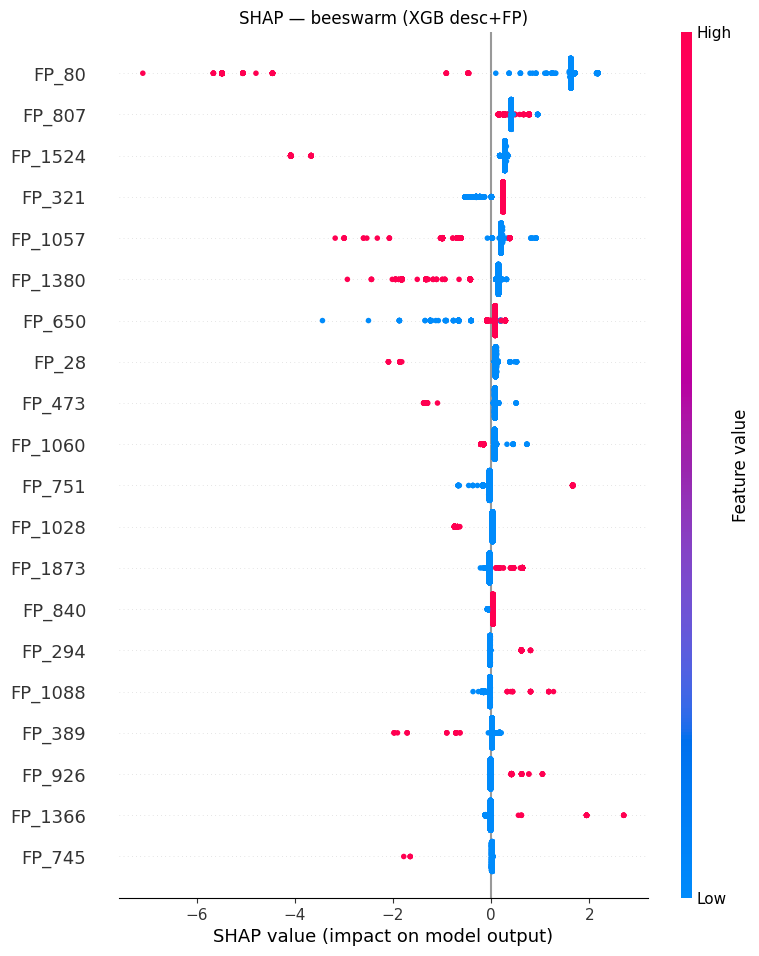 SHAP — beeswarm (XGB desc+FP)
High
FP_80
FP_807
FP_1524
FP_321
FP_1057
FP_1380
FP_650
FP_28
FP_473
FP_1060
FP_751
FP_1028
FP_1873
FP_840
FP_294
FP_1088
FP_389
FP_926
FP_1366
FP_745
Feature value
Low
−6 −4 −2 0 2
SHAP value (impact on model output)